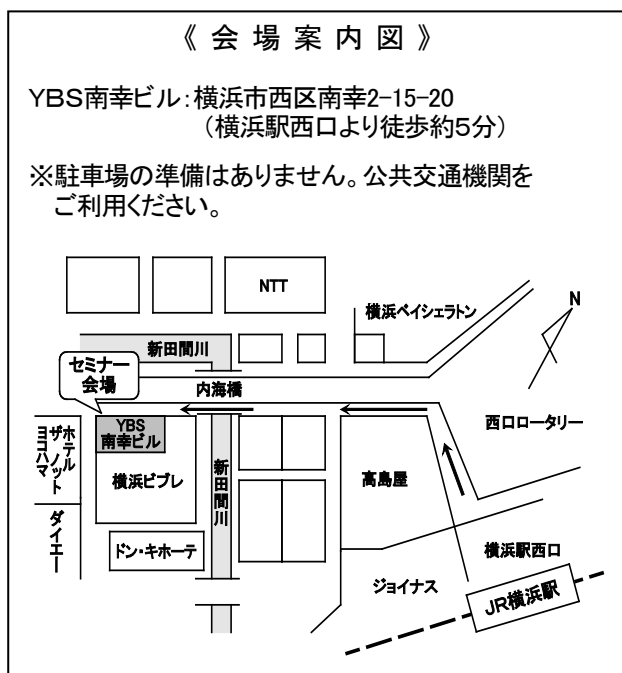 《 会 場 案 内 図 》
YBS南幸ビル:横浜市西区南幸2-15-20
（横浜駅西口より徒歩約5分）
※駐車場の準備はありません。公共交通機関を
ご利用ください。
NTT
横浜ベイシェラトン
N
新田間川
セミナー
会場
内海橋
西口ロータリー
YBS
南幸ビル
ホテル
ザノット
ヨコハマ
横浜ビブレ
新田間川
高島屋
ダイエー
ドン・キホーテ
横浜駅西口
ジョイナス
JR横浜駅